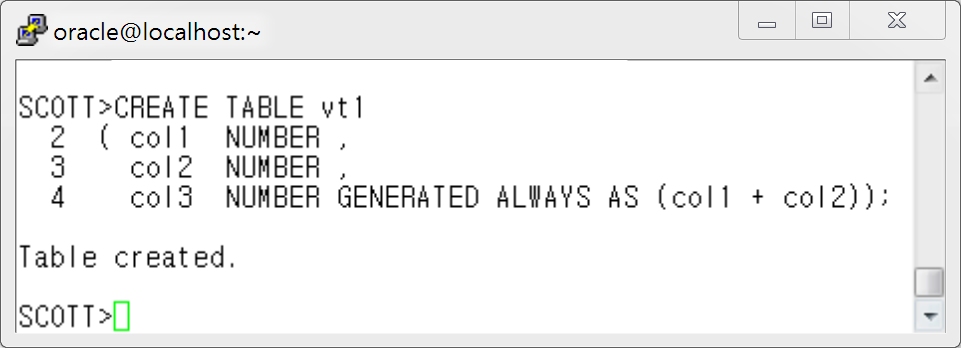 oracle@localhost:~
SCOTT>CREATE TABLE vt1
2 ( col1 NUMBER ,
3 col2 NUMBER ,
4 col3 NUMBER GENERATED ALWAYS AS (col1 + col2));
Table created.
SCOTT>